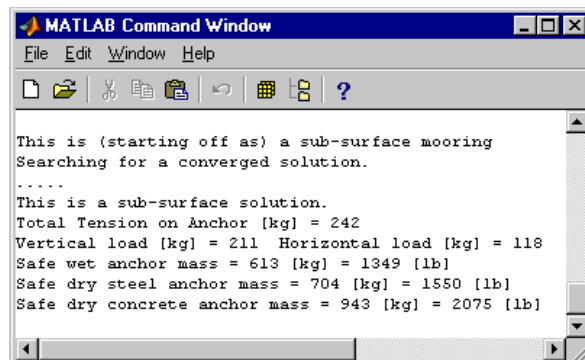 MATLAB Command Window
File Edit Window Help
?
This is (starting off as) a sub-surface mooring
Searching for a converged solution.
.....
This is a sub-surface solution.
Total Tension on Anchor [kg] = 242
Vertical load [kg] = 211  Horizontal load [kg] = 118
Safe wet anchor mass = 613 [kg] = 1349 [lb]
Safe dry steel anchor mass = 704 [kg] = 1550 [lb]
Safe dry concrete anchor mass = 943 [kg] = 2075 [lb]